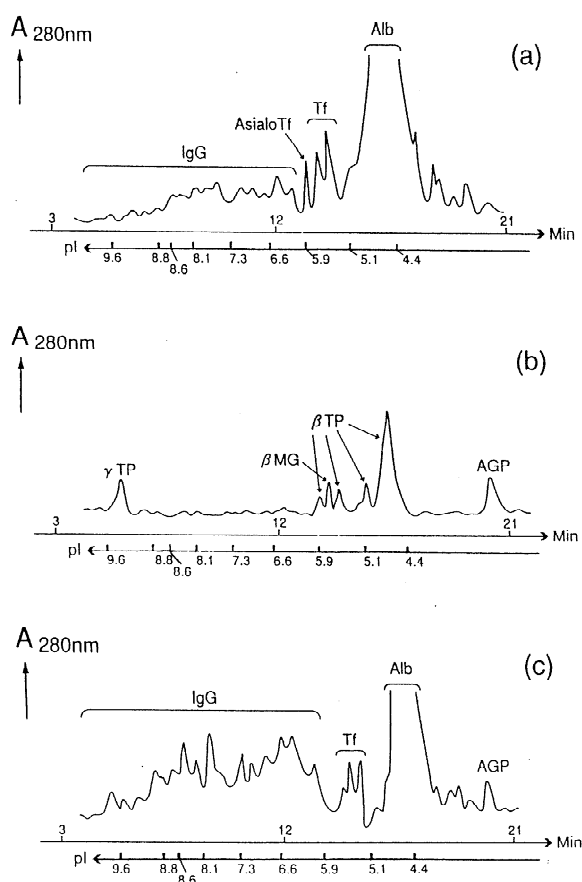 A 280nm
Alb
(a)
Tf
AsialoTf
IgG
3 12 21 Min
pI 9.6 8.8 8.6 8.1 7.3 6.6 5.9 5.1 4.4
A 280nm
(b)
βTP
βMG
γTP AGP
3 12 21 Min
pI 9.6 8.8 8.6 8.1 7.3 6.6 5.9 5.1 4.4
A 280nm
(c)
Alb
IgG
Tf
AGP
3 12 21 Min
pI 9.6 8.8 8.6 8.1 7.3 6.6 5.9 5.1 4.4